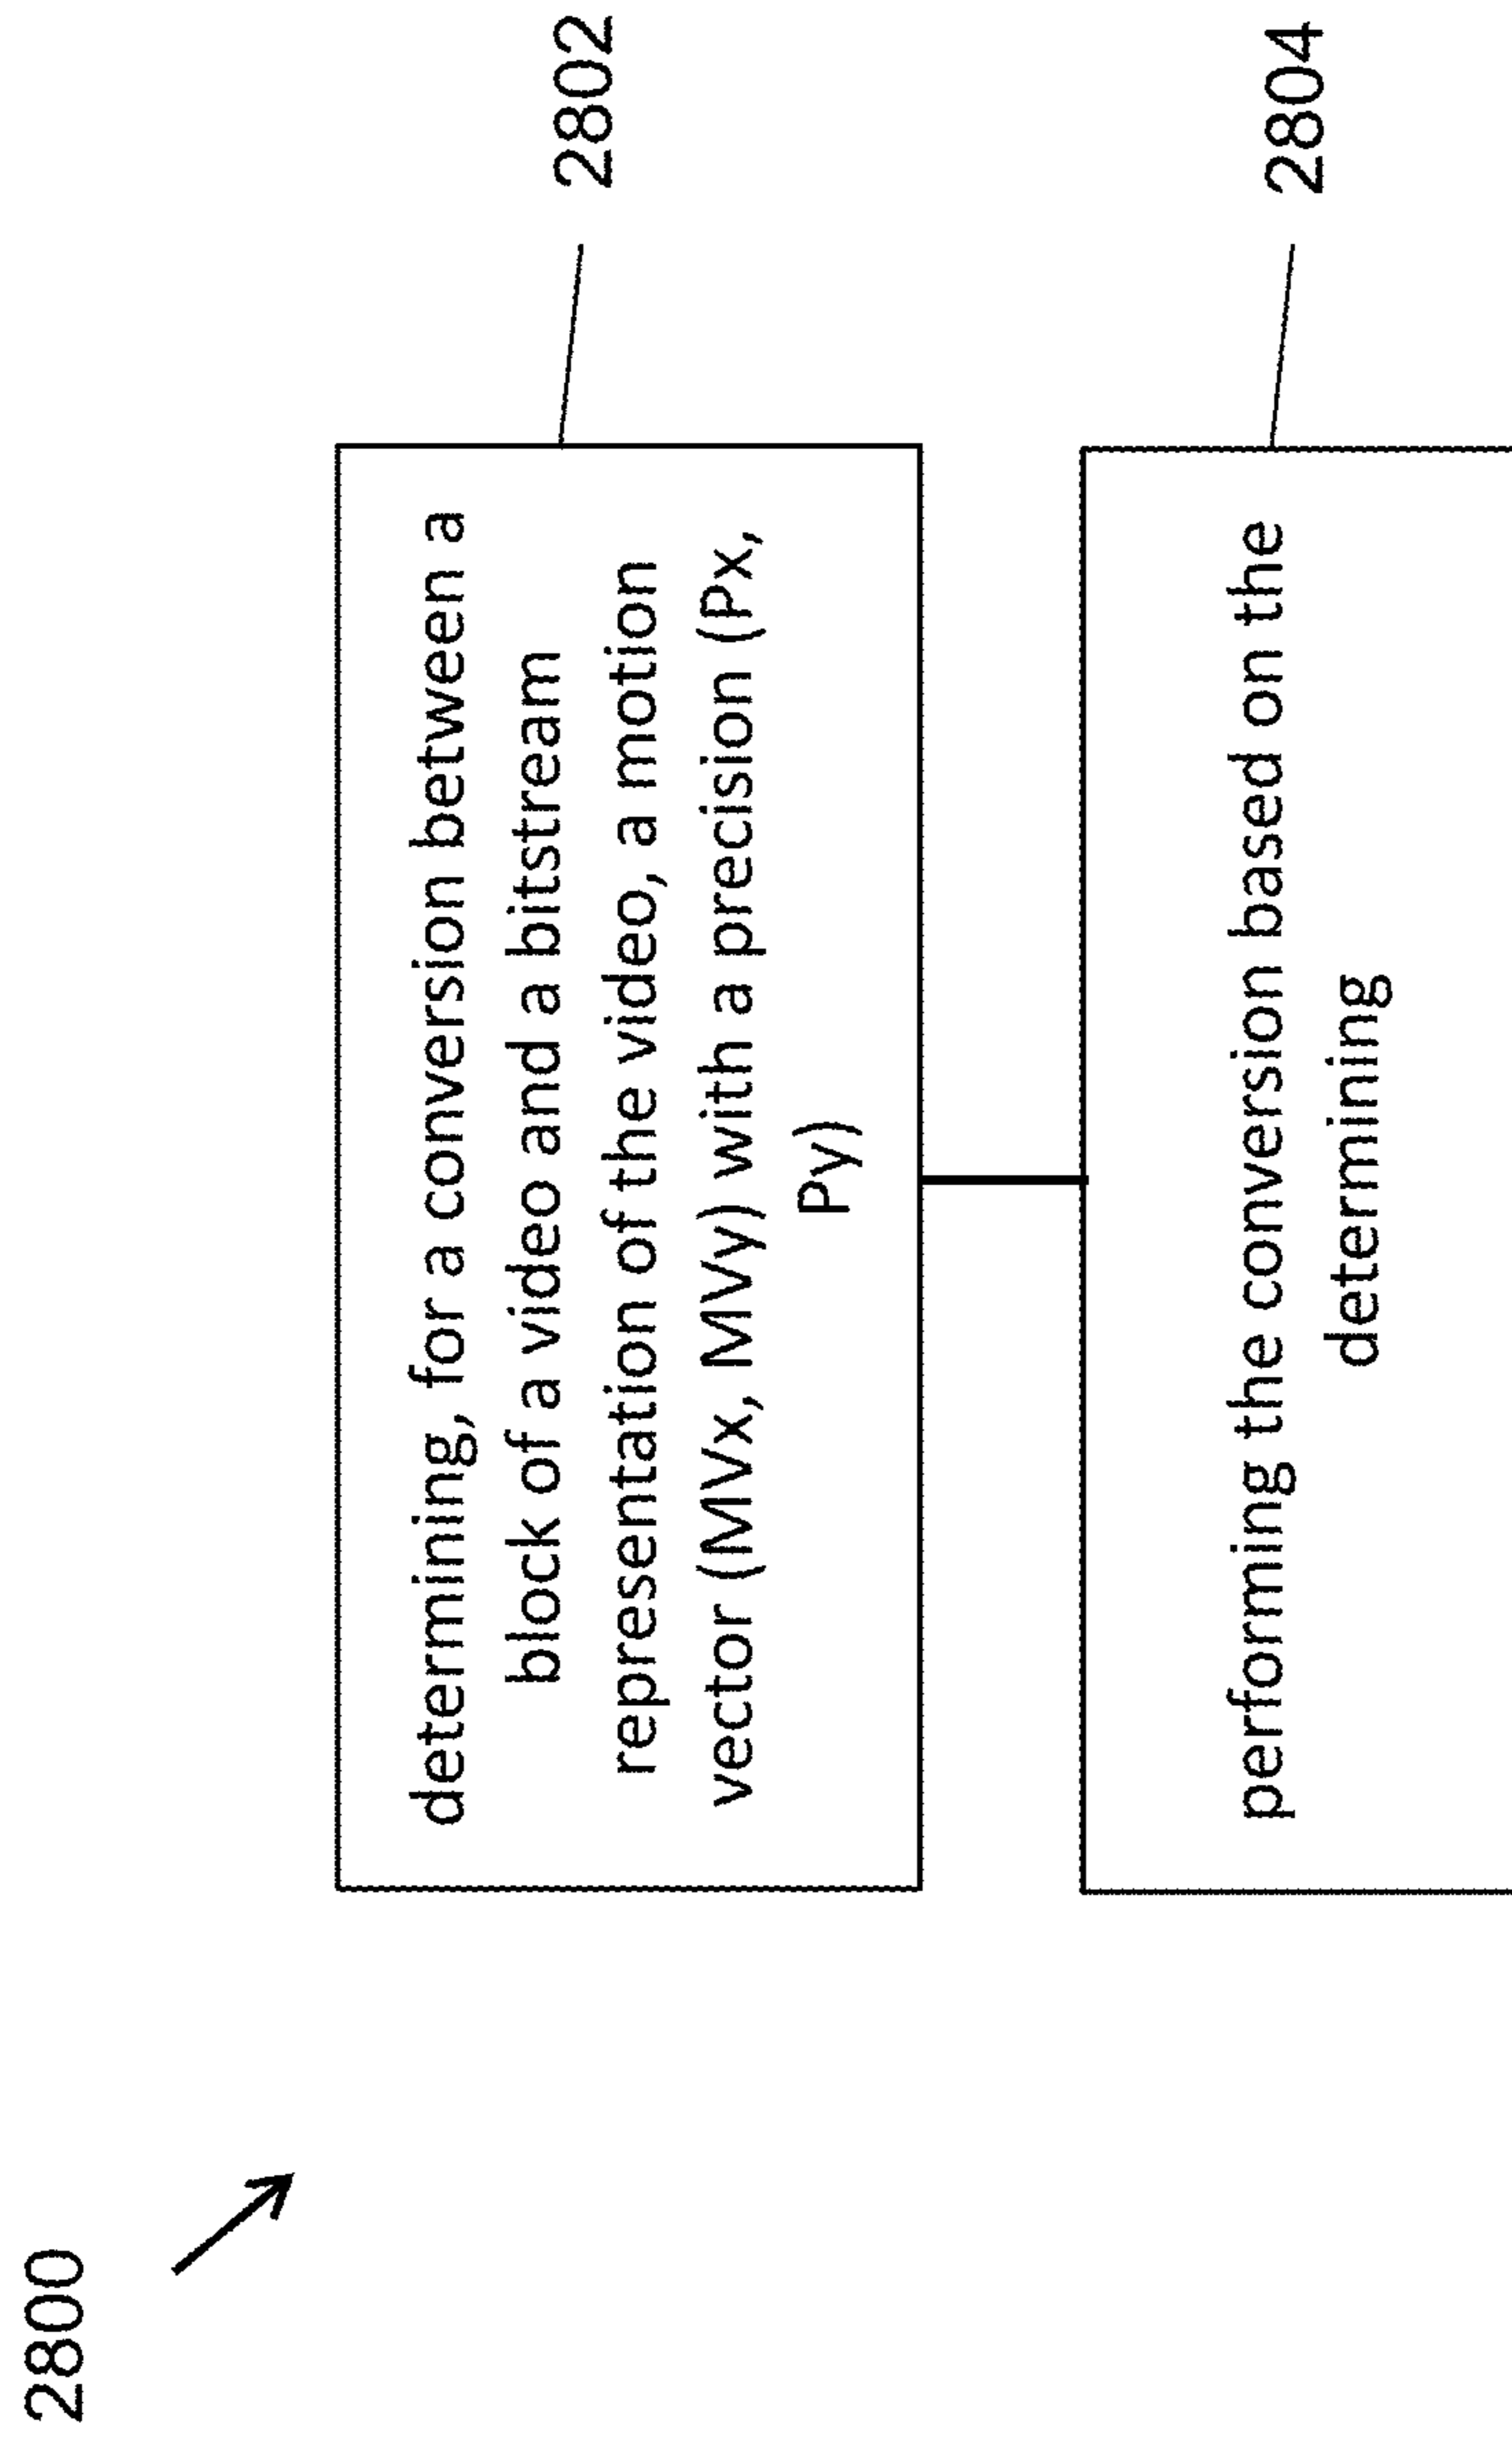 2800
determining, for a conversion between a
block of a video and a bitstream
representation of the video, a motion
vector (MVx, MVy) with a precision (Px,
Py)
2802
performing the conversion based on the
determining
2804